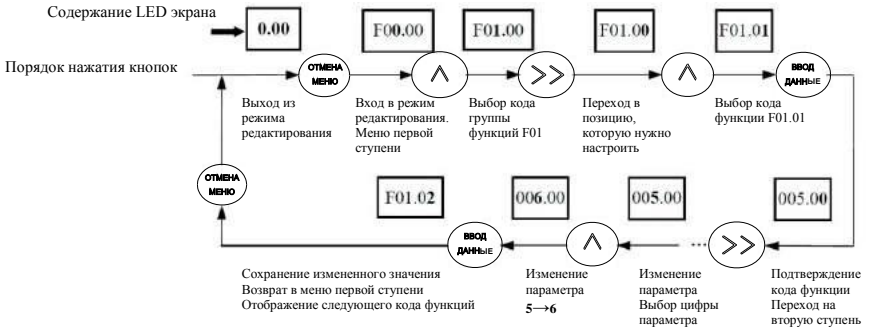 Содержание LED экрана
0.00
F00.00
F01.00
F01.00
F01.01
Порядок нажатия кнопок
ОТМЕНА
МЕНЮ
ВВОД
ДАННЫЕ
Выход из
режима
редактирования
Вход в режим
редактирования.
Меню первой
ступени
Выбор кода
группы
функций F01
Переход в
позицию,
которую нужно
настроить
Выбор кода
функции F01.01
ОТМЕНА
МЕНЮ
F01.02
006.00
005.00
005.00
ВВОД
ДАННЫЕ
...
Сохранение измененного значения
Возврат в меню первой ступени
Отображение следующего кода функций
Изменение
параметра
5→6
Изменение
параметра
Выбор цифры
параметра
Подтверждение
кода функции
Переход на
вторую ступень